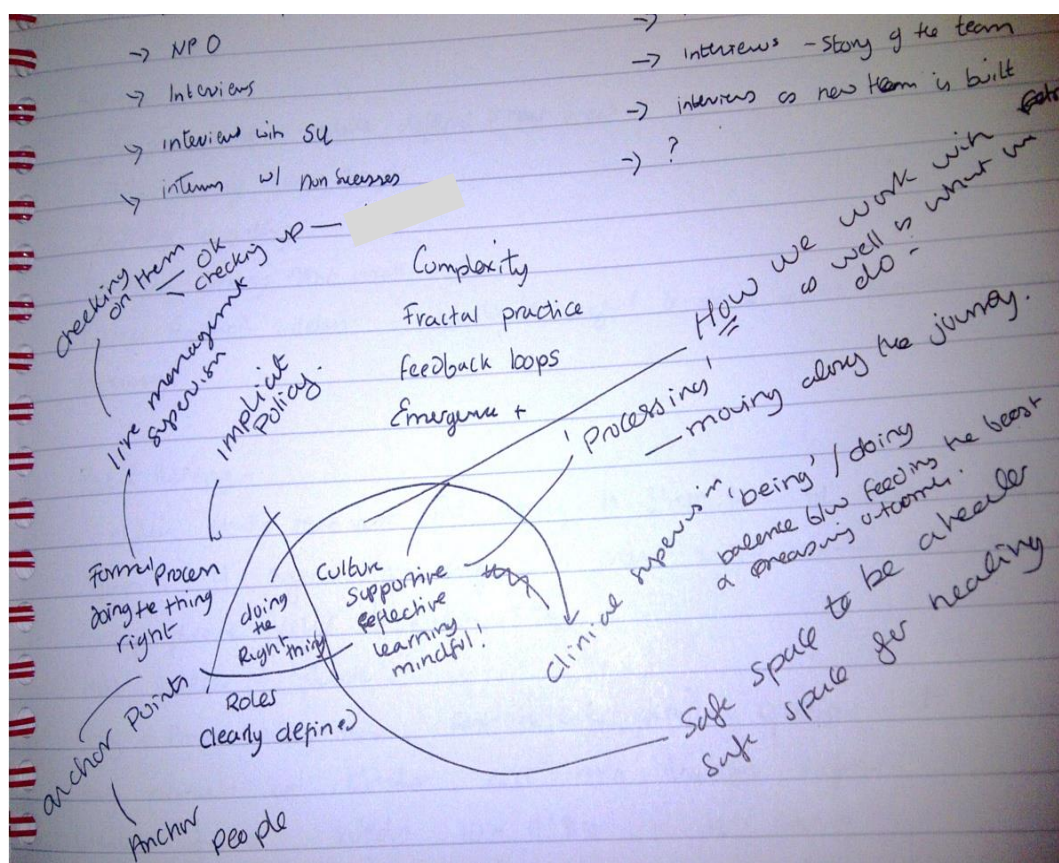 → NPO
→ Interviews
→ interview with SU
→ interviews w/ non successes
→ interviews - Story of the team
→ interviews as new team is built
→ ?
checking
on them
OK
checking up —
line management
supervision
implicit
policy.
Complexity
Fractal practice
Feedback loops
Emergence +
How we work with
as well as what we
do -
'Processing'
— moving along the journey.
Formal Process
doing the thing
right
doing
the
Right thing
Culture
supportive
reflective
learning
mindful!
Roles
clearly defined
Clinical supervis'n
'being' / doing
balance b/w feeding the beast
a outcomes.
Safe space to be a healer
Safe space for healing
anchor points
Anchor people